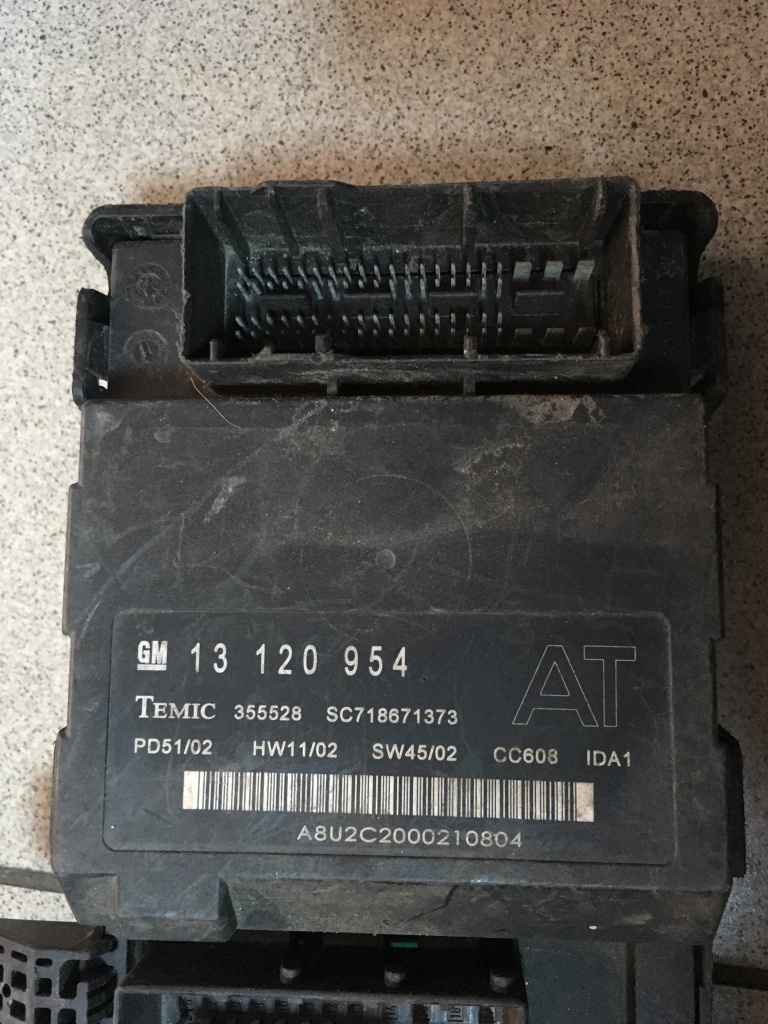 GM 13 120 954 AT
TEMIC 355528 SC718671373
PD51/02 HW11/02 SW45/02 CC608 IDA1
A8U2C2000210804